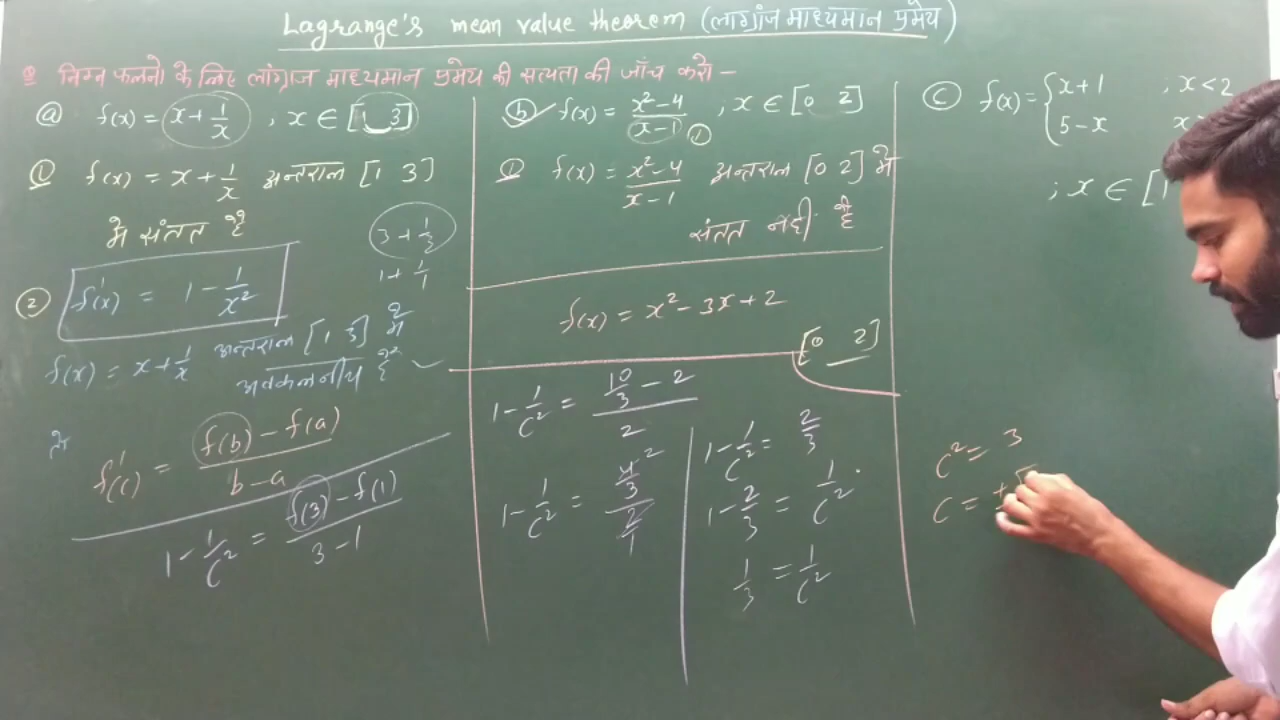 Lagrange's mean value theorem (लाग्रांज माध्यमान प्रमेय)
निम्न फलनो के लिए लांग्राज माध्यमान प्रमेय की सत्यता की जाँच करो -
(a) f(x) = x + 1/x , x ∈ [1 3]
(1) f(x) = x + 1/x अन्तराल [1 3]
मे संतत है
3 + 1/3
1 + 1/1
(2) f'(x) = 1 - 1/x²
f(x) = x + 1/x अन्तराल [1 3] मे
अवकलनीय है
f'(c) = (f(b) - f(a))/(b - a)
1 - 1/c² = (f(3) - f(1))/(3 - 1)
(b) f(x) = (x² - 4)/(x - 1) ; x ∈ [0 2]
(1)
(1) f(x) = (x² - 4)/(x - 1) अन्तराल [0 2] मे
संतत नही है
f(x) = x² - 3x + 2
[0 2]
1 - 1/c² = (10/3 - 2)/2
1 - 1/c² = (4/3)/(2/1)
2
1 - 1/c² = 2/3
1 - 2/3 = 1/c²
1/3 = 1/c²
(c) f(x) = { x + 1 ; x < 2
5 - x x
; x ∈ [1
c² = 3
c = ±